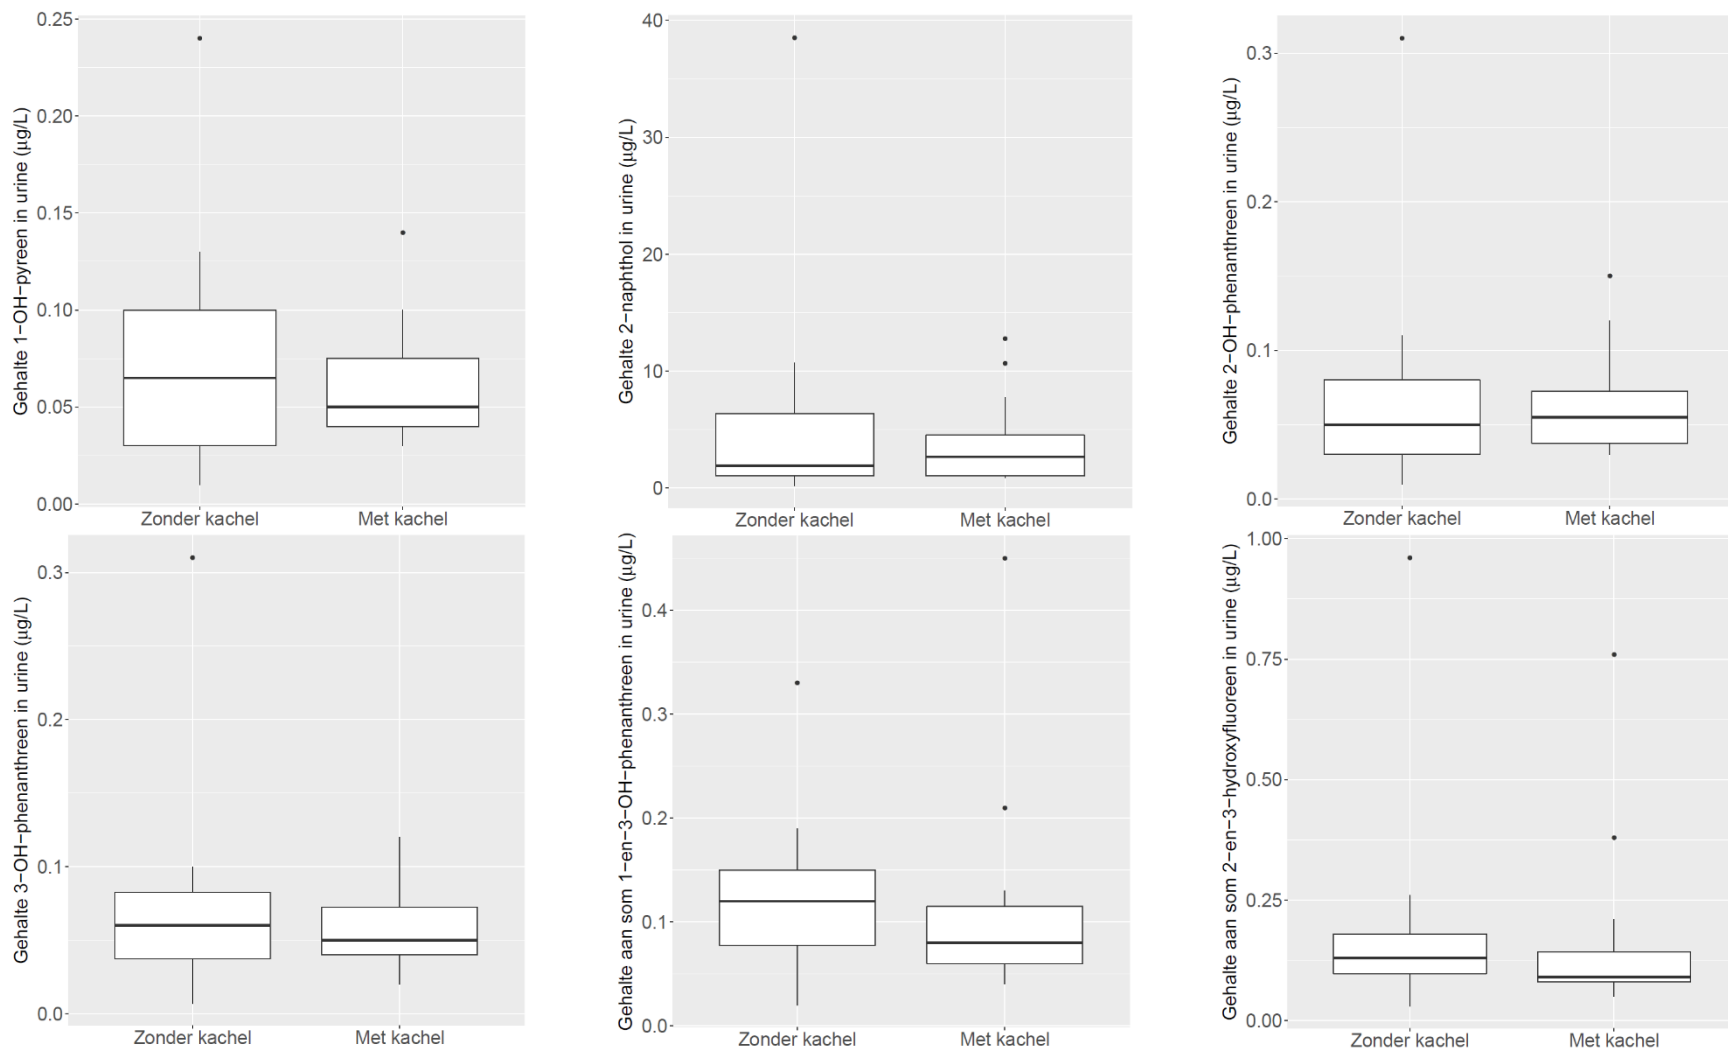 Gehalte 1−OH−pyreen in urine (µg/L)
0.25
0.20
0.15
0.10
0.05
0.00
Zonder kachel
Met kachel
Gehalte 2−naphthol in urine (µg/L)
40
30
20
10
0
Zonder kachel
Met kachel
Gehalte 2−OH−phenanthreen in urine (µg/L)
0.3
0.2
0.1
0.0
Zonder kachel
Met kachel
Gehalte 3−OH−phenanthreen in urine (µg/L)
0.3
0.2
0.1
0.0
Zonder kachel
Met kachel
Gehalte aan som 1−en−3−OH−phenanthreen in urine (µg/L)
0.4
0.3
0.2
0.1
0.0
Zonder kachel
Met kachel
Gehalte aan som 2−en−3−hydroxyfluoreen in urine (µg/L)
1.00
0.75
0.50
0.25
0.00
Zonder kachel
Met kachel